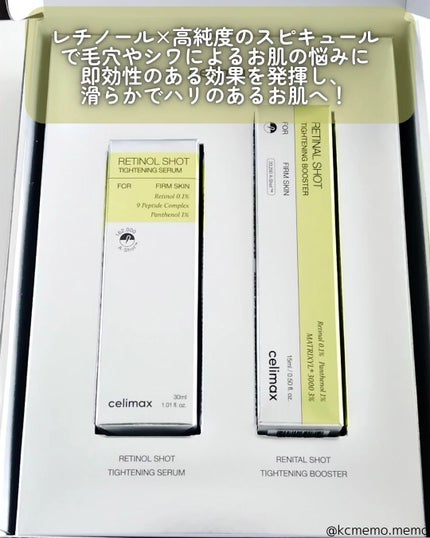 レチノール×高純度のスピキュール
で毛穴やシワによるお肌の悩みに
即効性のある効果を発揮し、
滑らかでハリのあるお肌へ！
RETINOL SHOT
TIGHTENING SERUM
FOR FIRM SKIN
Retinol 0.1%
9 Peptide Complex
Panthenol 1%
162,000
A-Shot
celimax
30ml
1.01 fl. oz.
RETINAL SHOT
TIGHTENING BOOSTER
FOR FIRM SKIN
Retinal 0.1% Panthenol 1%
MATRIXYL® 3000 3%
celimax
15ml / 0.50 fl. oz.
RETINOL SHOT
TIGHTENING SERUM
RENITAL SHOT
TIGHTENING BOOSTER
@kcmemo.memo